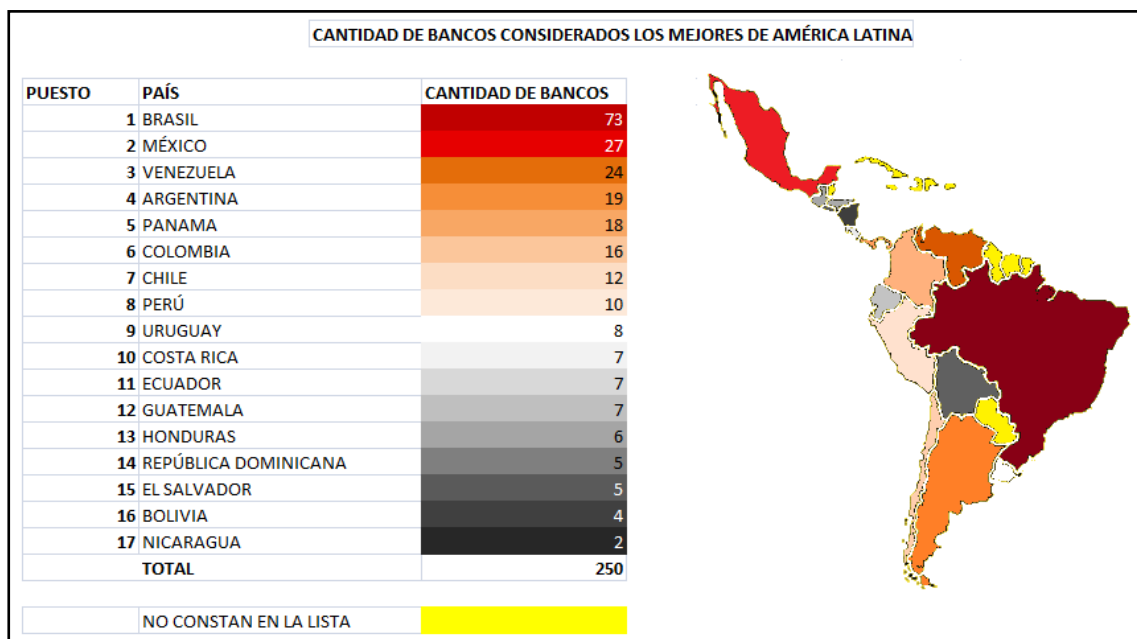 CANTIDAD DE BANCOS CONSIDERADOS LOS MEJORES DE AMÉRICA LATINA
PUESTO PAÍS CANTIDAD DE BANCOS
1 BRASIL 73
2 MÉXICO 27
3 VENEZUELA 24
4 ARGENTINA 19
5 PANAMA 18
6 COLOMBIA 16
7 CHILE 12
8 PERÚ 10
9 URUGUAY 8
10 COSTA RICA 7
11 ECUADOR 7
12 GUATEMALA 7
13 HONDURAS 6
14 REPÚBLICA DOMINICANA 5
15 EL SALVADOR 5
16 BOLIVIA 4
17 NICARAGUA 2
TOTAL 250
NO CONSTAN EN LA LISTA